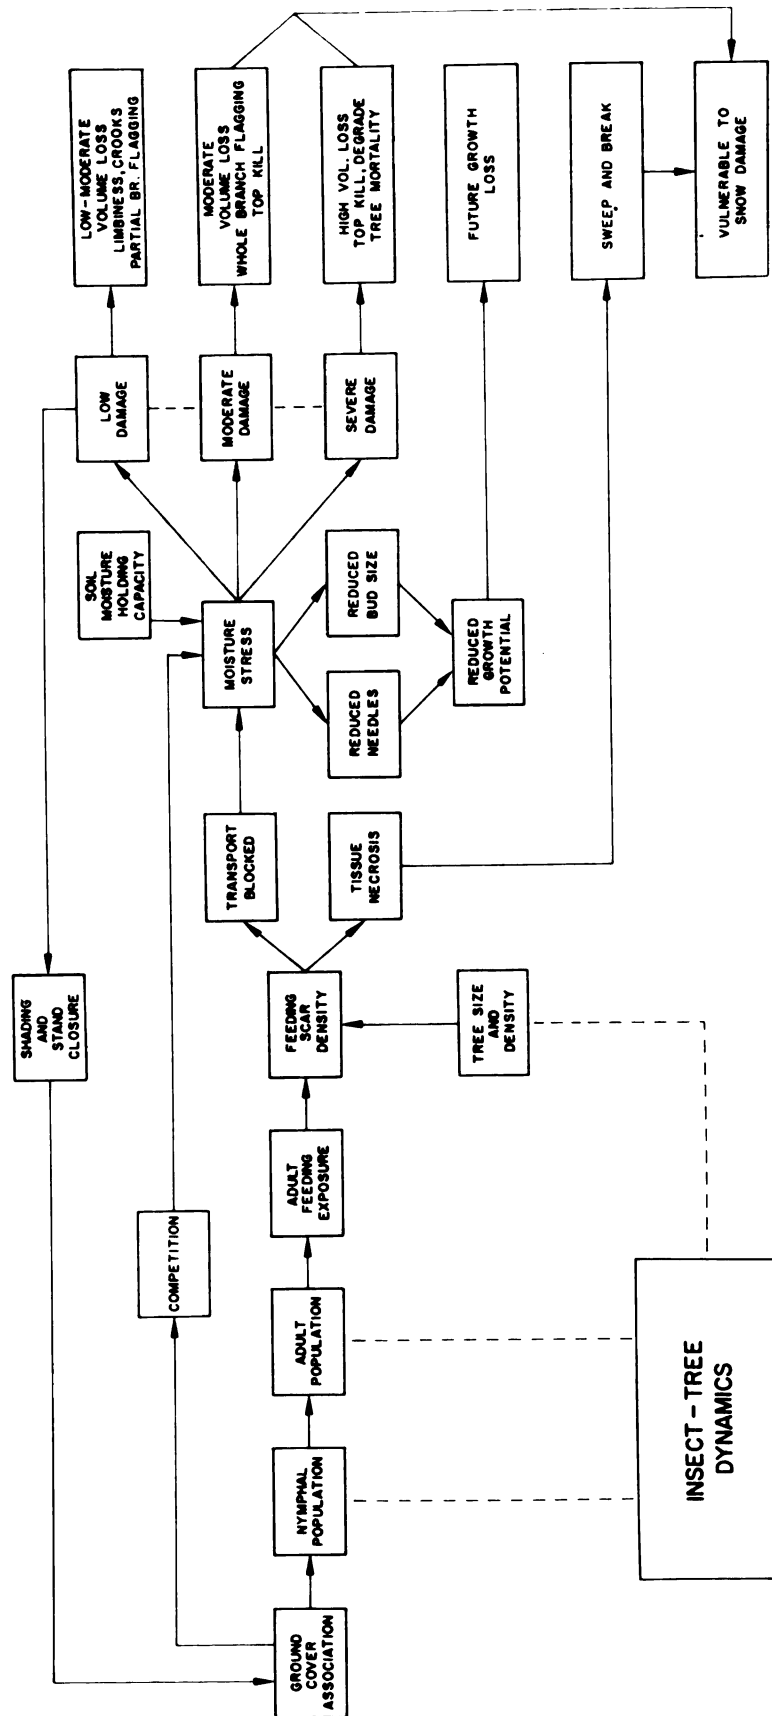 LOW-MODERATE
VOLUME LOSS
LIMBINESS, CROOKS
PARTIAL BR. FLAGGING
MODERATE
VOLUME LOSS
WHOLE BRANCH FLAGGING
TOP KILL
HIGH VOL. LOSS
TOP KILL, DEGRADE
TREE MORTALITY
FUTURE GROWTH
LOSS
SWEEP AND BREAK
VULNERABLE TO
SNOW DAMAGE
LOW
DAMAGE
MODERATE
DAMAGE
SEVERE
DAMAGE
SOIL
MOISTURE
HOLDING
CAPACITY
MOISTURE
STRESS
REDUCED
BUD SIZE
REDUCED
NEEDLES
REDUCED
GROWTH
POTENTIAL
TRANSPORT
BLOCKED
TISSUE
NECROSIS
SHADING
AND
STAND
CLOSURE
FEEDING
SCAR
DENSITY
TREE SIZE
AND
DENSITY
COMPETITION
ADULT
FEEDING
EXPOSURE
ADULT
POPULATION
NYMPHAL
POPULATION
GROUND
COVER
ASSOCIATION
INSECT-TREE
DYNAMICS